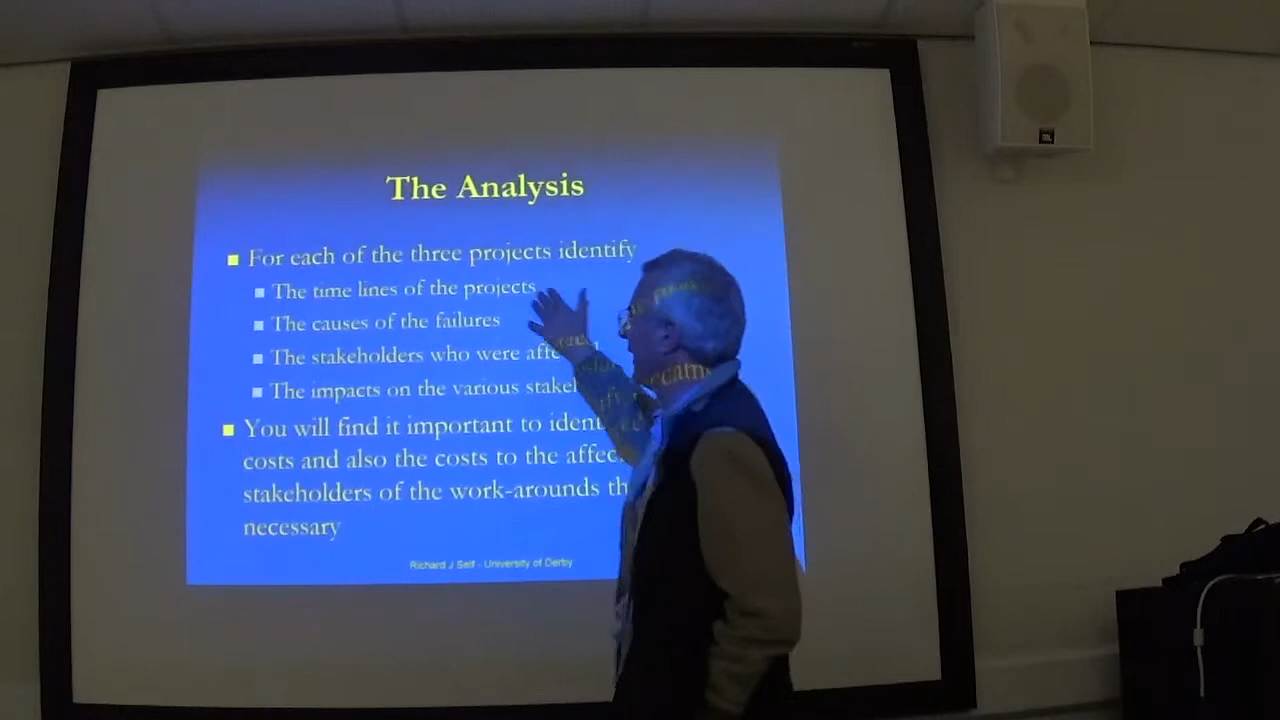 The Analysis
For each of the three projects identify
The time lines of the projects
The causes of the failures
The stakeholders who were
The impacts on the various
You will find it important to
costs and also the costs to the
stakeholders of the work-arounds
necessary
Richard J Self - University of Derby
JBL